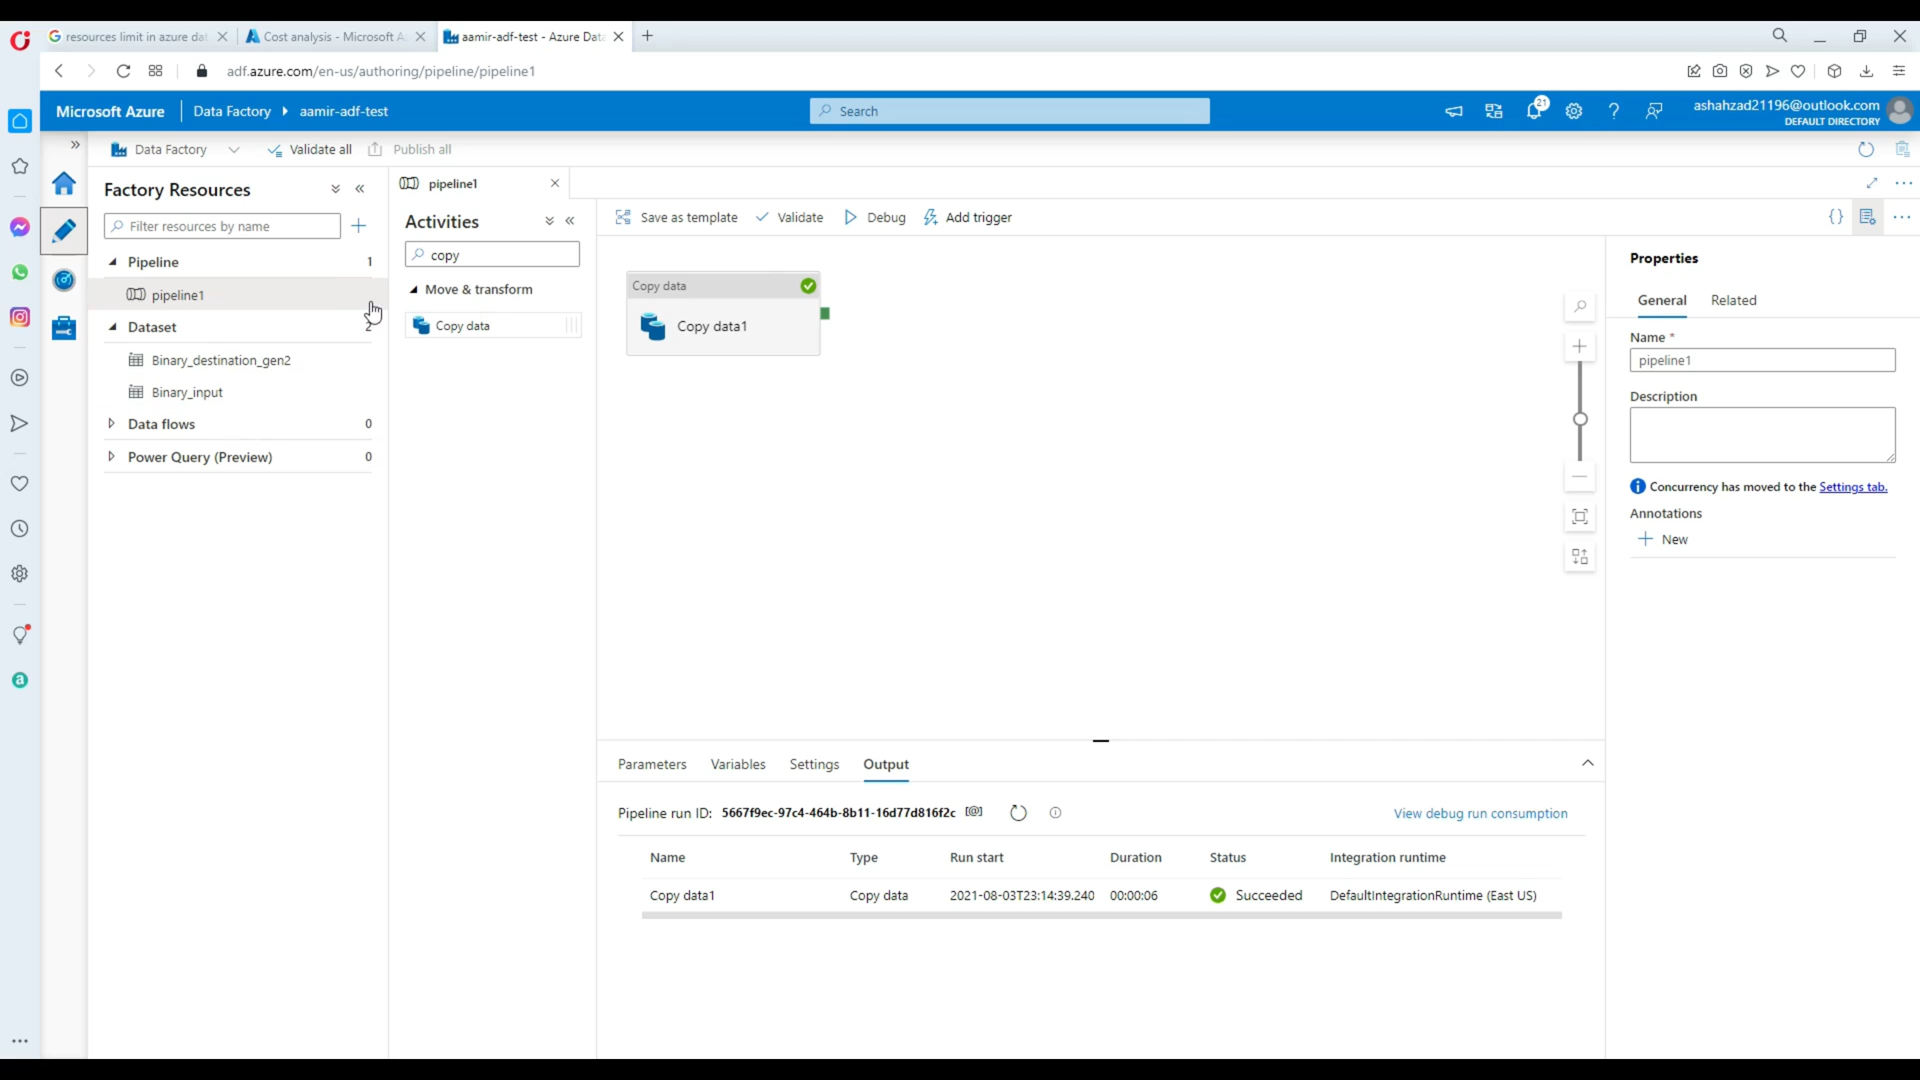 resources limit in azure dat
Cost analysis - Microsoft A
aamir-adf-test - Azure Data
adf.azure.com/en-us/authoring/pipeline/pipeline1
Microsoft Azure
Data Factory
aamir-adf-test
Search
21
ashahzad21196@outlook.com
DEFAULT DIRECTORY
Data Factory
Validate all
Publish all
Factory Resources
Filter resources by name
Pipeline 1
pipeline1
Dataset 2
Binary_destination_gen2
Binary_input
Data flows 0
Power Query (Preview) 0
pipeline1
Activities
copy
Move & transform
Copy data
Save as template
Validate
Debug
Add trigger
Copy data
Copy data1
Properties
General Related
Name *
pipeline1
Description
Concurrency has moved to the Settings tab.
Annotations
New
Parameters Variables Settings Output
Pipeline run ID: 5667f9ec-97c4-464b-8b11-16d77d816f2c
View debug run consumption
Name Type Run start Duration Status Integration runtime
Copy data1 Copy data 2021-08-03T23:14:39.240 00:00:06 Succeeded DefaultIntegrationRuntime (East US)